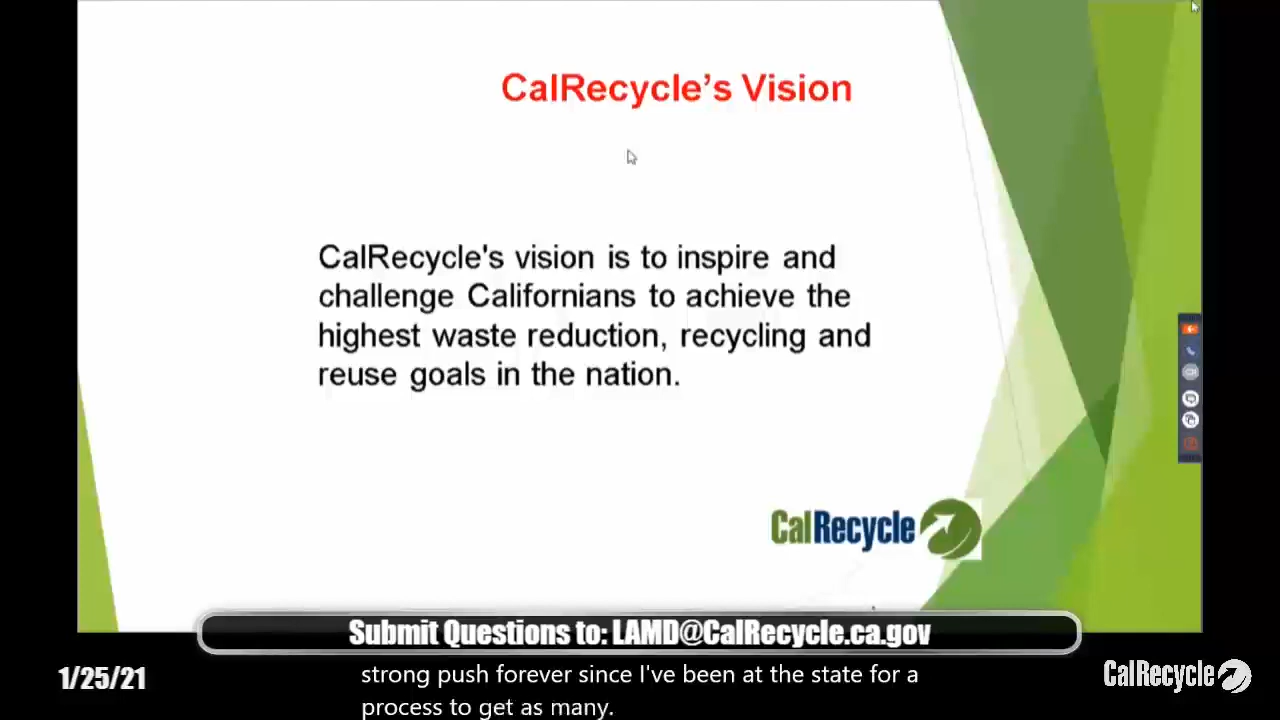 CalRecycle’s Vision
CalRecycle's vision is to inspire and
challenge Californians to achieve the
highest waste reduction, recycling and
reuse goals in the nation.
CalRecycle
Submit Questions to: LAMD@CalRecycle.ca.gov
strong push forever since I've been at the state for a
process to get as many.
1/25/21
CalRecycle